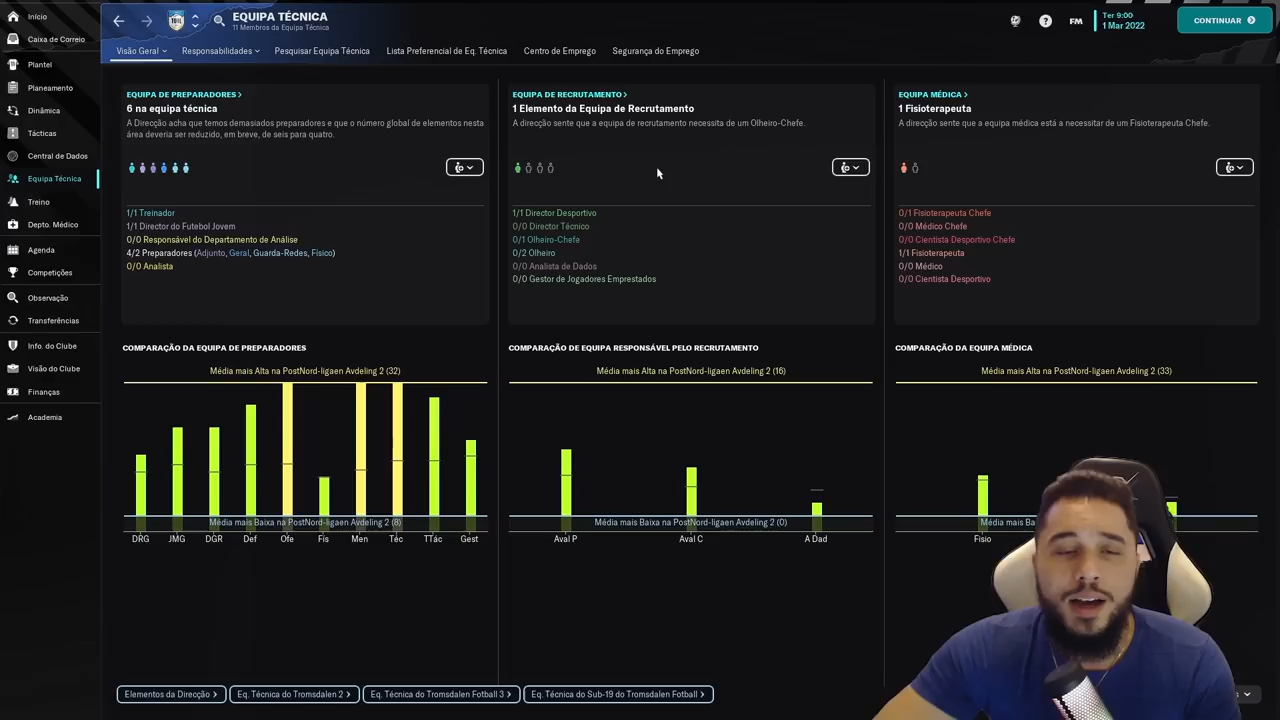 Início
Caixa de Correio
Plantel
Planeamento
Dinâmica
Tácticas
Central de Dados
Equipa Técnica
Treino
Depto. Médico
Agenda
Competições
Observação
Transferências
Info. do Clube
Visão do Clube
Finanças
Academia
EQUIPA TÉCNICA
11 Membros da Equipa Técnica
FM
Ter 9:00
1 Mar 2022
CONTINUAR
Visão Geral
Responsabilidades
Pesquisar Equipa Técnica
Lista Preferencial de Eq. Técnica
Centro de Emprego
Segurança do Emprego
EQUIPA DE PREPARADORES >
6 na equipa técnica
A Direcção acha que temos demasiados preparadores e que o número global de elementos nesta
área deveria ser reduzido, em breve, de seis para quatro.
1/1 Treinador
1/1 Director do Futebol Jovem
0/0 Responsável do Departamento de Análise
4/2 Preparadores (Adjunto, Geral, Guarda-Redes, Físico)
0/0 Analista
EQUIPA DE RECRUTAMENTO >
1 Elemento da Equipa de Recrutamento
A direcção sente que a equipa de recrutamento necessita de um Olheiro-Chefe.
1/1 Director Desportivo
0/0 Director Técnico
0/1 Olheiro-Chefe
0/2 Olheiro
0/0 Analista de Dados
0/0 Gestor de Jogadores Emprestados
EQUIPA MÉDICA >
1 Fisioterapeuta
A direcção sente que a equipa médica está a necessitar de um Fisioterapeuta Chefe.
0/1 Fisioterapeuta Chefe
0/0 Médico Chefe
0/0 Cientista Desportivo Chefe
1/1 Fisioterapeuta
0/0 Médico
0/0 Cientista Desportivo
COMPARAÇÃO DA EQUIPA DE PREPARADORES
Média mais Alta na PostNord-ligaen Avdeling 2 (32)
Média mais Baixa na PostNord-ligaen Avdeling 2 (8)
DRG JMG DGR Def Ofe Fís Men Téc TTác Gest
COMPARAÇÃO DE EQUIPA RESPONSÁVEL PELO RECRUTAMENTO
Média mais Alta na PostNord-ligaen Avdeling 2 (16)
Média mais Baixa na PostNord-ligaen Avdeling 2 (0)
Aval P Aval C A Dad
COMPARAÇÃO DA EQUIPA MÉDICA
Média mais Alta na PostNord-ligaen Avdeling 2 (33)
Média mais Ba
Fisio
Elementos da Direcção >
Eq. Técnica do Tromsdalen 2 >
Eq. Técnica do Tromsdalen Fotball 3 >
Eq. Técnica do Sub-19 do Tromsdalen Fotball >